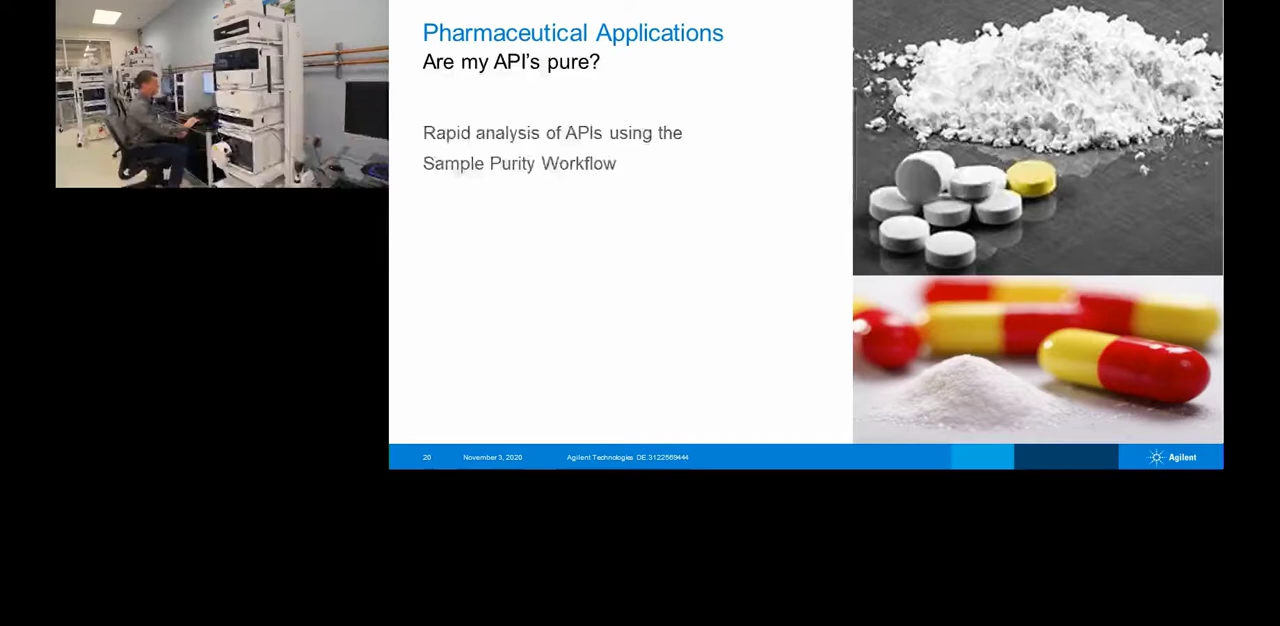 Pharmaceutical Applications
Are my API's pure?
Rapid analysis of APIs using the
Sample Purity Workflow
20 November 3, 2020 Agilent Technologies DE.3122569444 Agilent